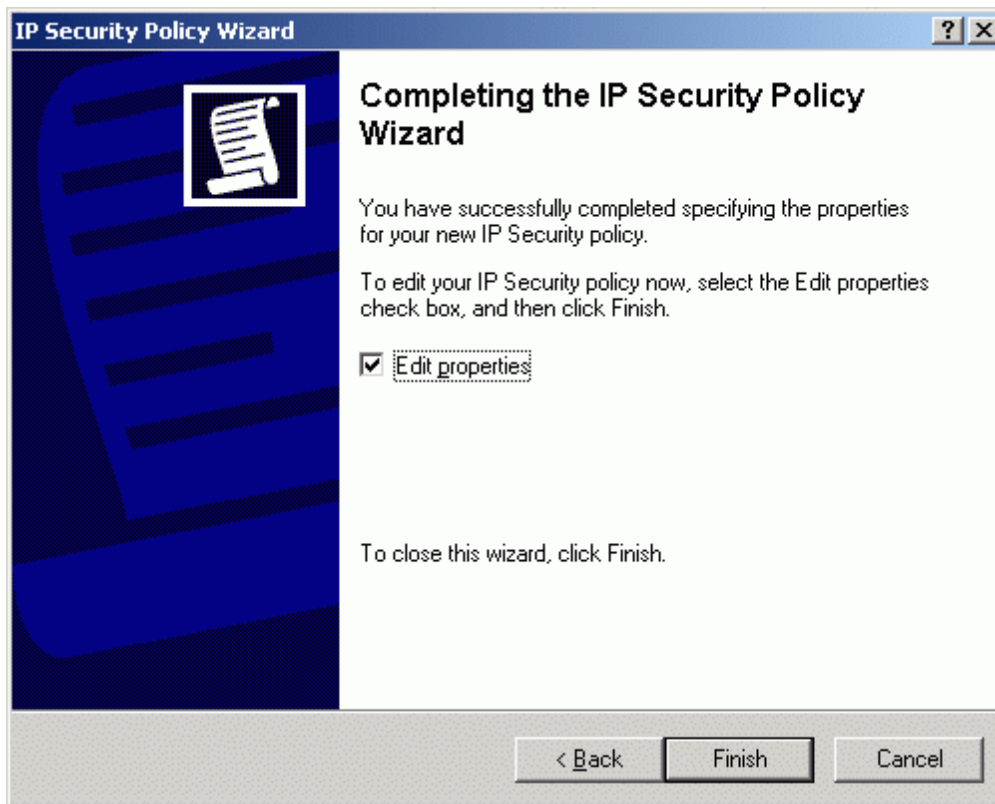 IP Security Policy Wizard
Completing the IP Security Policy
Wizard
You have successfully completed specifying the properties
for your new IP Security policy.
To edit your IP Security policy now, select the Edit properties
check box, and then click Finish.
Edit properties
To close this wizard, click Finish.
< Back Finish Cancel